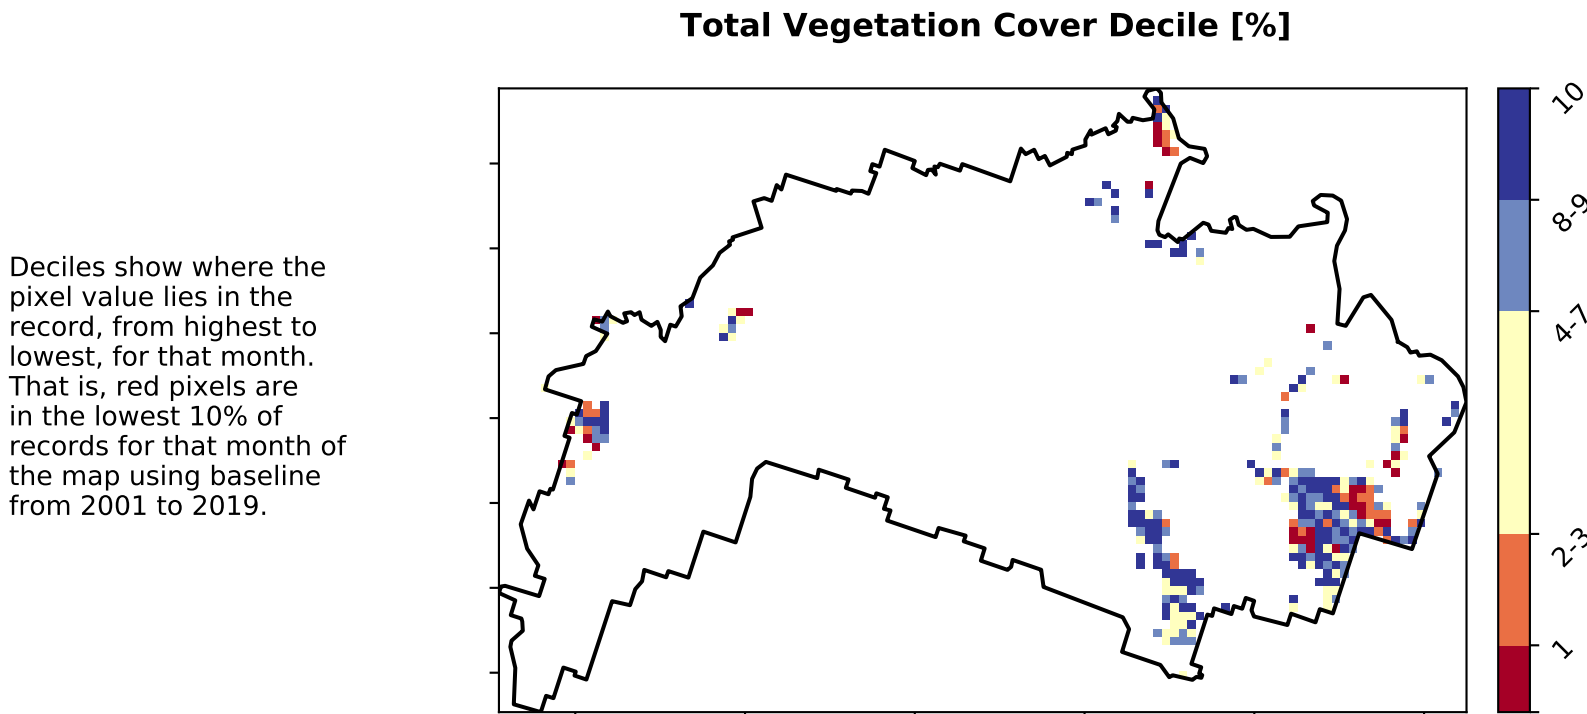 Total Vegetation Cover Decile [%]
Deciles show where the
pixel value lies in the
record, from highest to
lowest, for that month.
That is, red pixels are
in the lowest 10% of
records for that month of
the map using baseline
from 2001 to 2019.
10
8-9
4-7
2-3
1